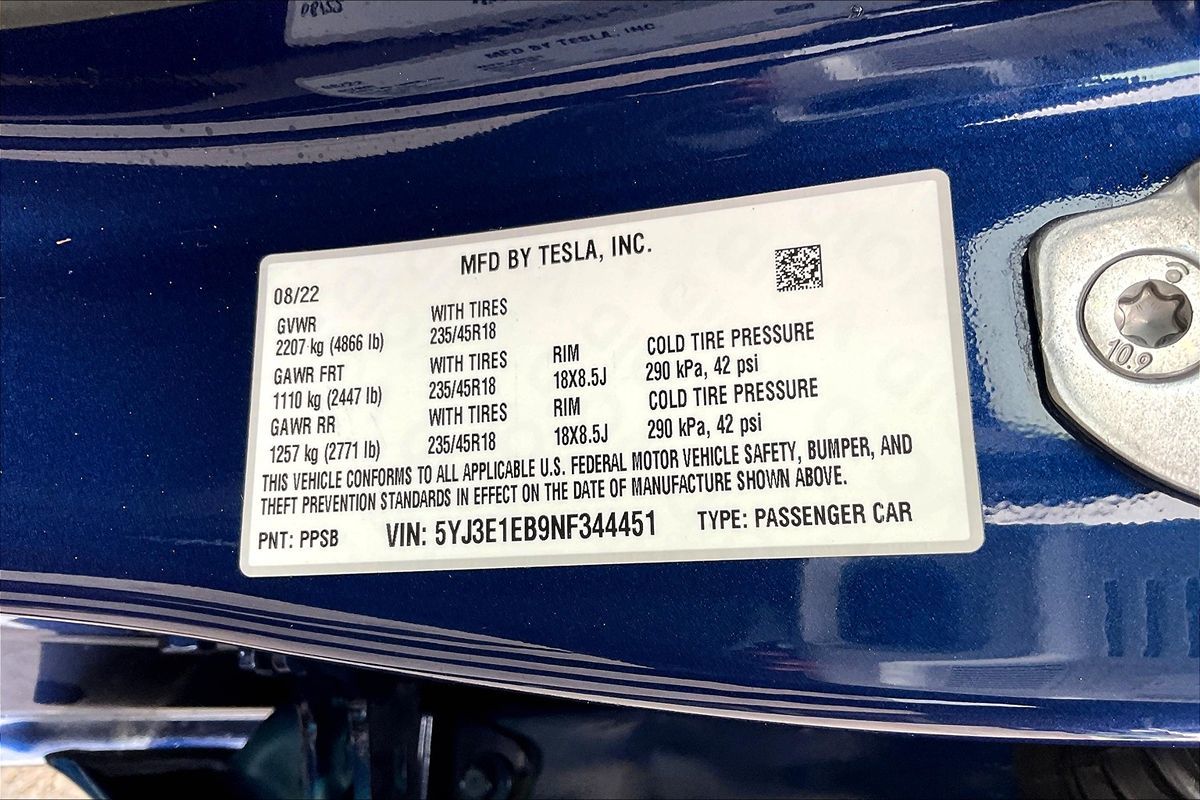 MFD BY TESLA, INC.
MFD BY TESLA, INC.
08/22
GVWR WITH TIRES
2207 kg (4866 lb) 235/45R18
GAWR FRT WITH TIRES RIM COLD TIRE PRESSURE
1110 kg (2447 lb) 235/45R18 18X8.5J 290 kPa, 42 psi
GAWR RR WITH TIRES RIM COLD TIRE PRESSURE
1257 kg (2771 lb) 235/45R18 18X8.5J 290 kPa, 42 psi
THIS VEHICLE CONFORMS TO ALL APPLICABLE U.S. FEDERAL MOTOR VEHICLE SAFETY, BUMPER, AND
THEFT PREVENTION STANDARDS IN EFFECT ON THE DATE OF MANUFACTURE SHOWN ABOVE.
PNT: PPSB VIN: 5YJ3E1EB9NF344451 TYPE: PASSENGER CAR
10.9